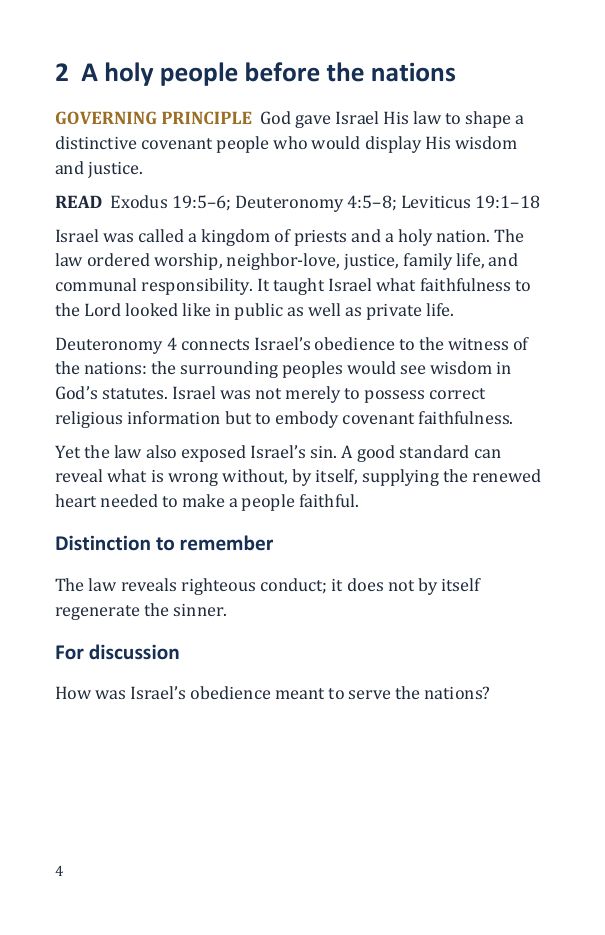 2 A holy people before the nations
GOVERNING PRINCIPLE God gave Israel His law to shape a
distinctive covenant people who would display His wisdom
and justice.
READ Exodus 19:5–6; Deuteronomy 4:5–8; Leviticus 19:1–18
Israel was called a kingdom of priests and a holy nation. The
law ordered worship, neighbor-love, justice, family life, and
communal responsibility. It taught Israel what faithfulness to
the Lord looked like in public as well as private life.
Deuteronomy 4 connects Israel’s obedience to the witness of
the nations: the surrounding peoples would see wisdom in
God’s statutes. Israel was not merely to possess correct
religious information but to embody covenant faithfulness.
Yet the law also exposed Israel’s sin. A good standard can
reveal what is wrong without, by itself, supplying the renewed
heart needed to make a people faithful.
Distinction to remember
The law reveals righteous conduct; it does not by itself
regenerate the sinner.
For discussion
How was Israel’s obedience meant to serve the nations?
4